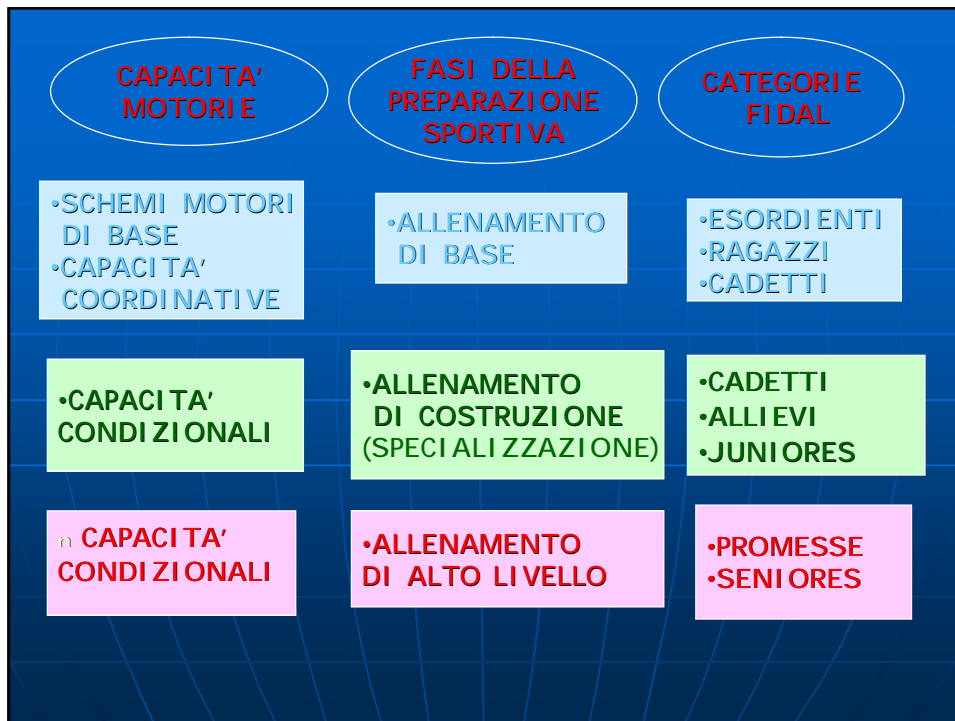 CAPACITA’
MOTORIE
FASI DELLA
PREPARAZIONE
SPORTIVA
CATEGORIE
FIDAL
•SCHEMI MOTORI
DI BASE
•CAPACITA’
COORDINATIVE
•ALLENAMENTO
DI BASE
•ESORDIENTI
•RAGAZZI
•CADETTI
•CAPACITA’
CONDIZIONALI
•ALLENAMENTO
DI COSTRUZIONE
(SPECIALIZZAZIONE)
•CADETTI
•ALLIEVI
•JUNIORES
n CAPACITA’
CONDIZIONALI
•ALLENAMENTO
DI ALTO LIVELLO
•PROMESSE
•SENIORES